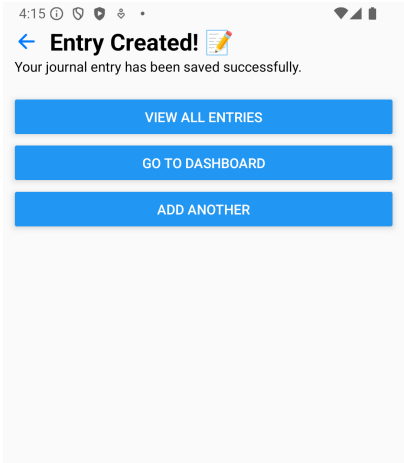 4:15
Entry Created! 📝
Your journal entry has been saved successfully.
VIEW ALL ENTRIES
GO TO DASHBOARD
ADD ANOTHER